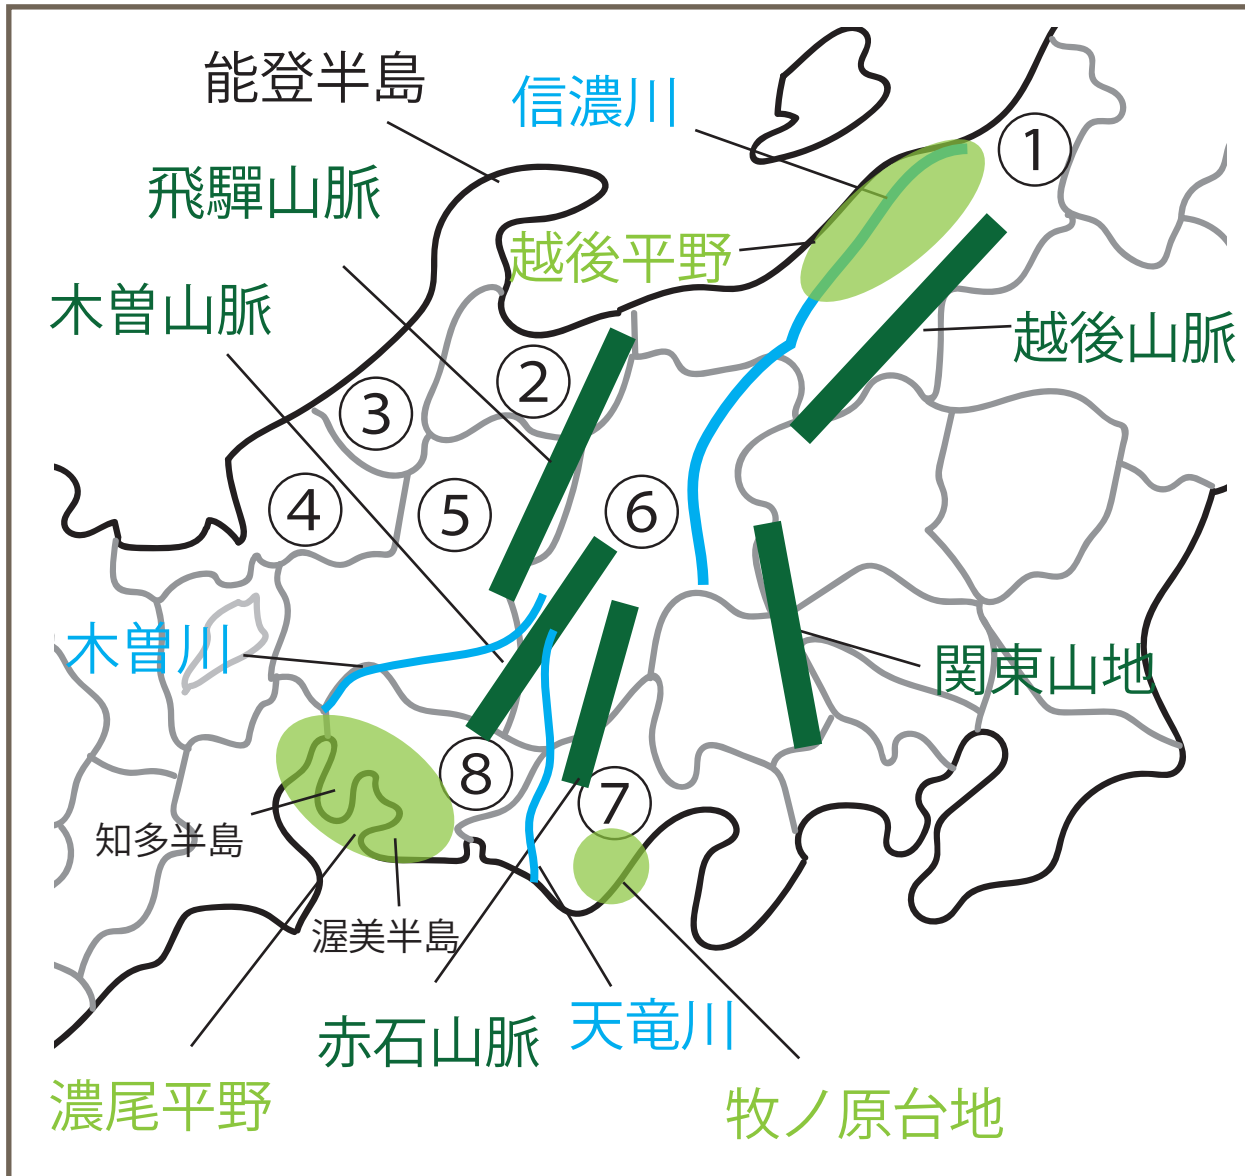 能登半島
信濃川
①
飛驒山脈
越後平野
木曽山脈
越後山脈
②
③
④
⑤
⑥
木曽川
関東山地
⑧
⑦
知多半島
渥美半島
赤石山脈
天竜川
濃尾平野
牧ノ原台地